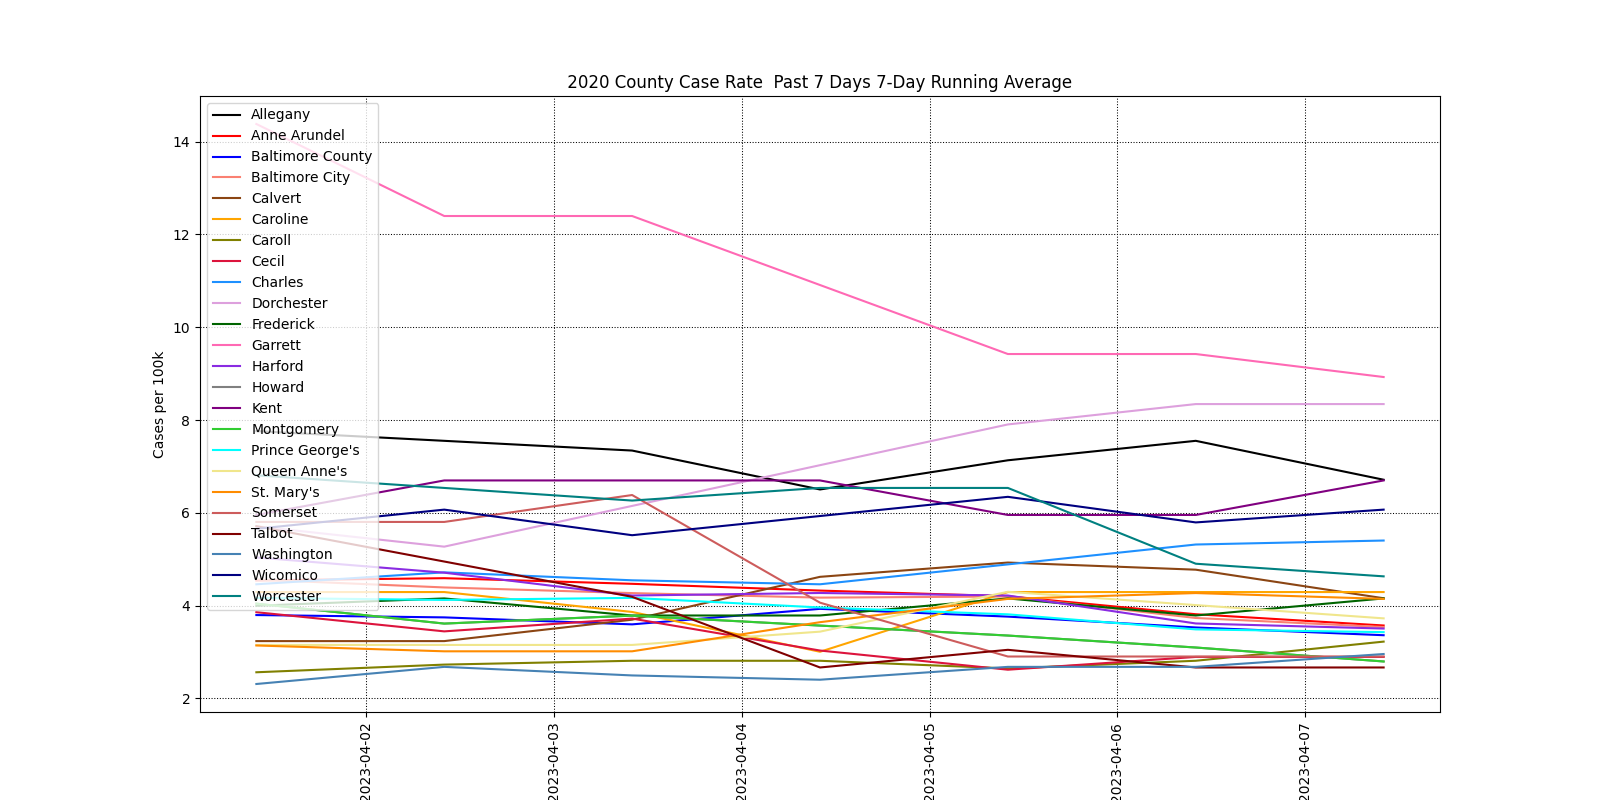 2020 County Case Rate  Past 7 Days 7-Day Running Average
Cases per 100k
14
12
10
8
6
4
2
Allegany
Anne Arundel
Baltimore County
Baltimore City
Calvert
Caroline
Caroll
Cecil
Charles
Dorchester
Frederick
Garrett
Harford
Howard
Kent
Montgomery
Prince George's
Queen Anne's
St. Mary's
Somerset
Talbot
Washington
Wicomico
Worcester
2023-04-02
2023-04-03
2023-04-04
2023-04-05
2023-04-06
2023-04-07